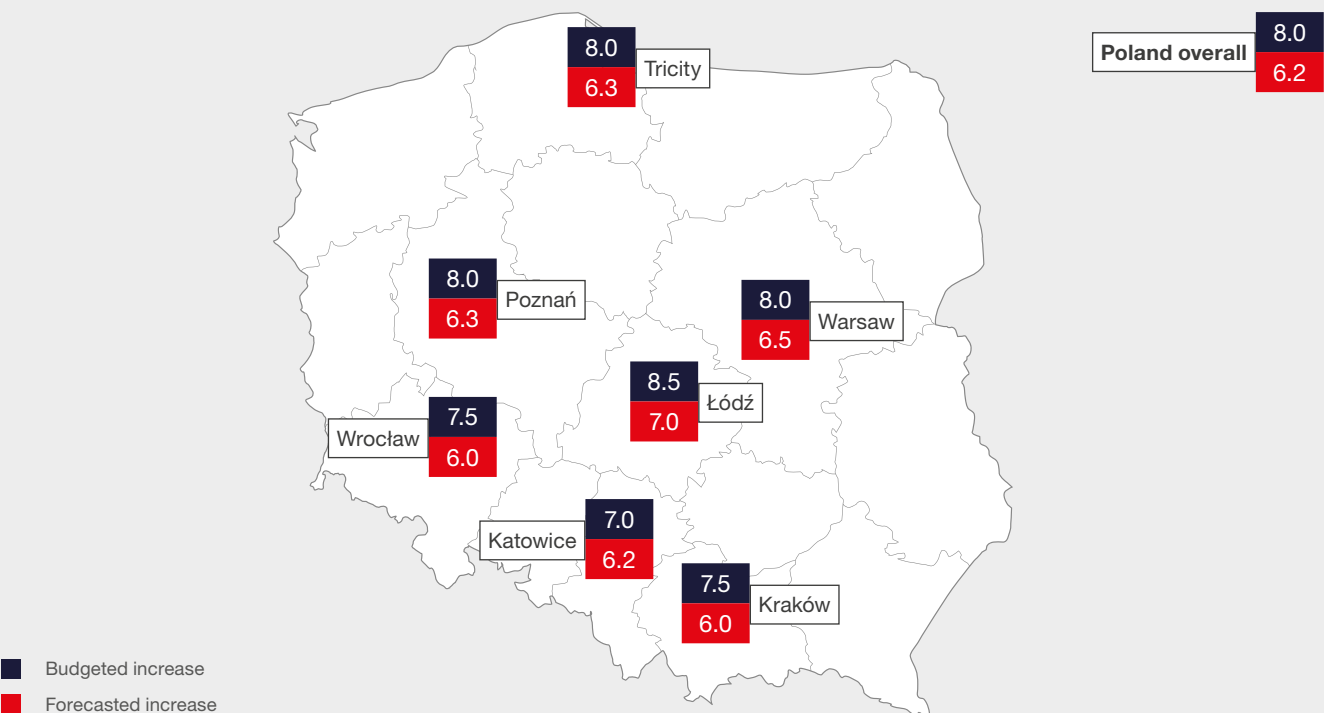 8.0
6.3
Tricity
Poland overall
8.0
6.2
8.0
6.3
Poznań
8.0
6.5
Warsaw
8.5
7.0
Łódź
Wrocław
7.5
6.0
Katowice
7.0
6.2
7.5
6.0
Kraków
Budgeted increase
Forecasted increase